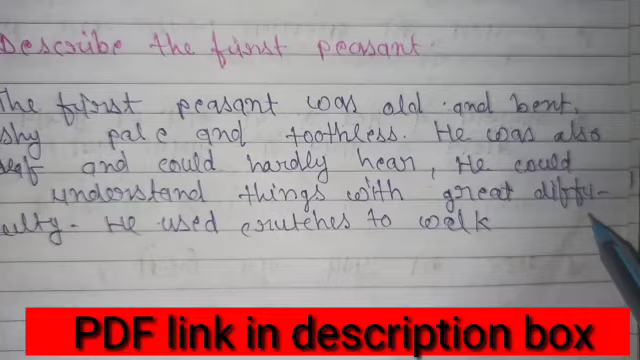 Describe the first peasant.
The first peasant was old and bent,
shy pale and toothless. He was also
deaf and could hardly hear, He could
understand things with great diffi-
culty. He used crutches to walk
PDF link in description box